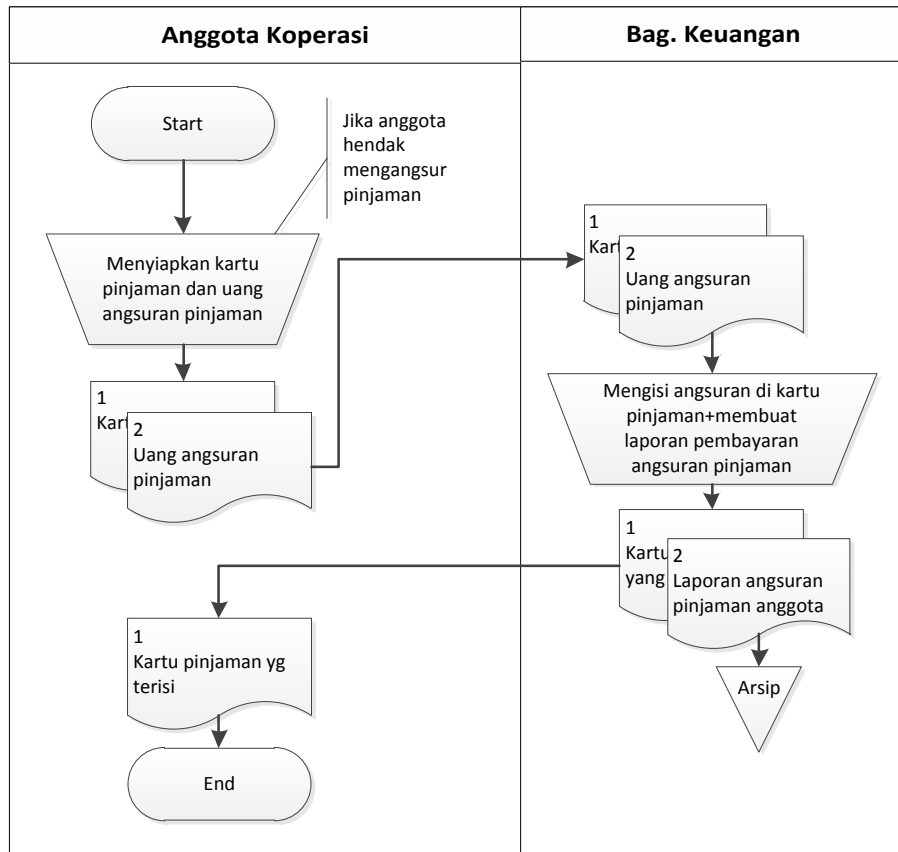 Anggota Koperasi
Bag. Keuangan
Start
Jika anggota
hendak
mengangsur
pinjaman
Menyiapkan kartu
pinjaman dan uang
angsuran pinjaman
1
2
Uang angsuran
pinjaman
1
2
Uang angsuran
pinjaman
Mengisi angsuran di kartu
pinjaman+membuat
laporan pembayaran
angsuran pinjaman
1
Kartu
yang
2
Laporan angsuran
pinjaman anggota
Arsip
1
Kartu pinjaman yg
terisi
End